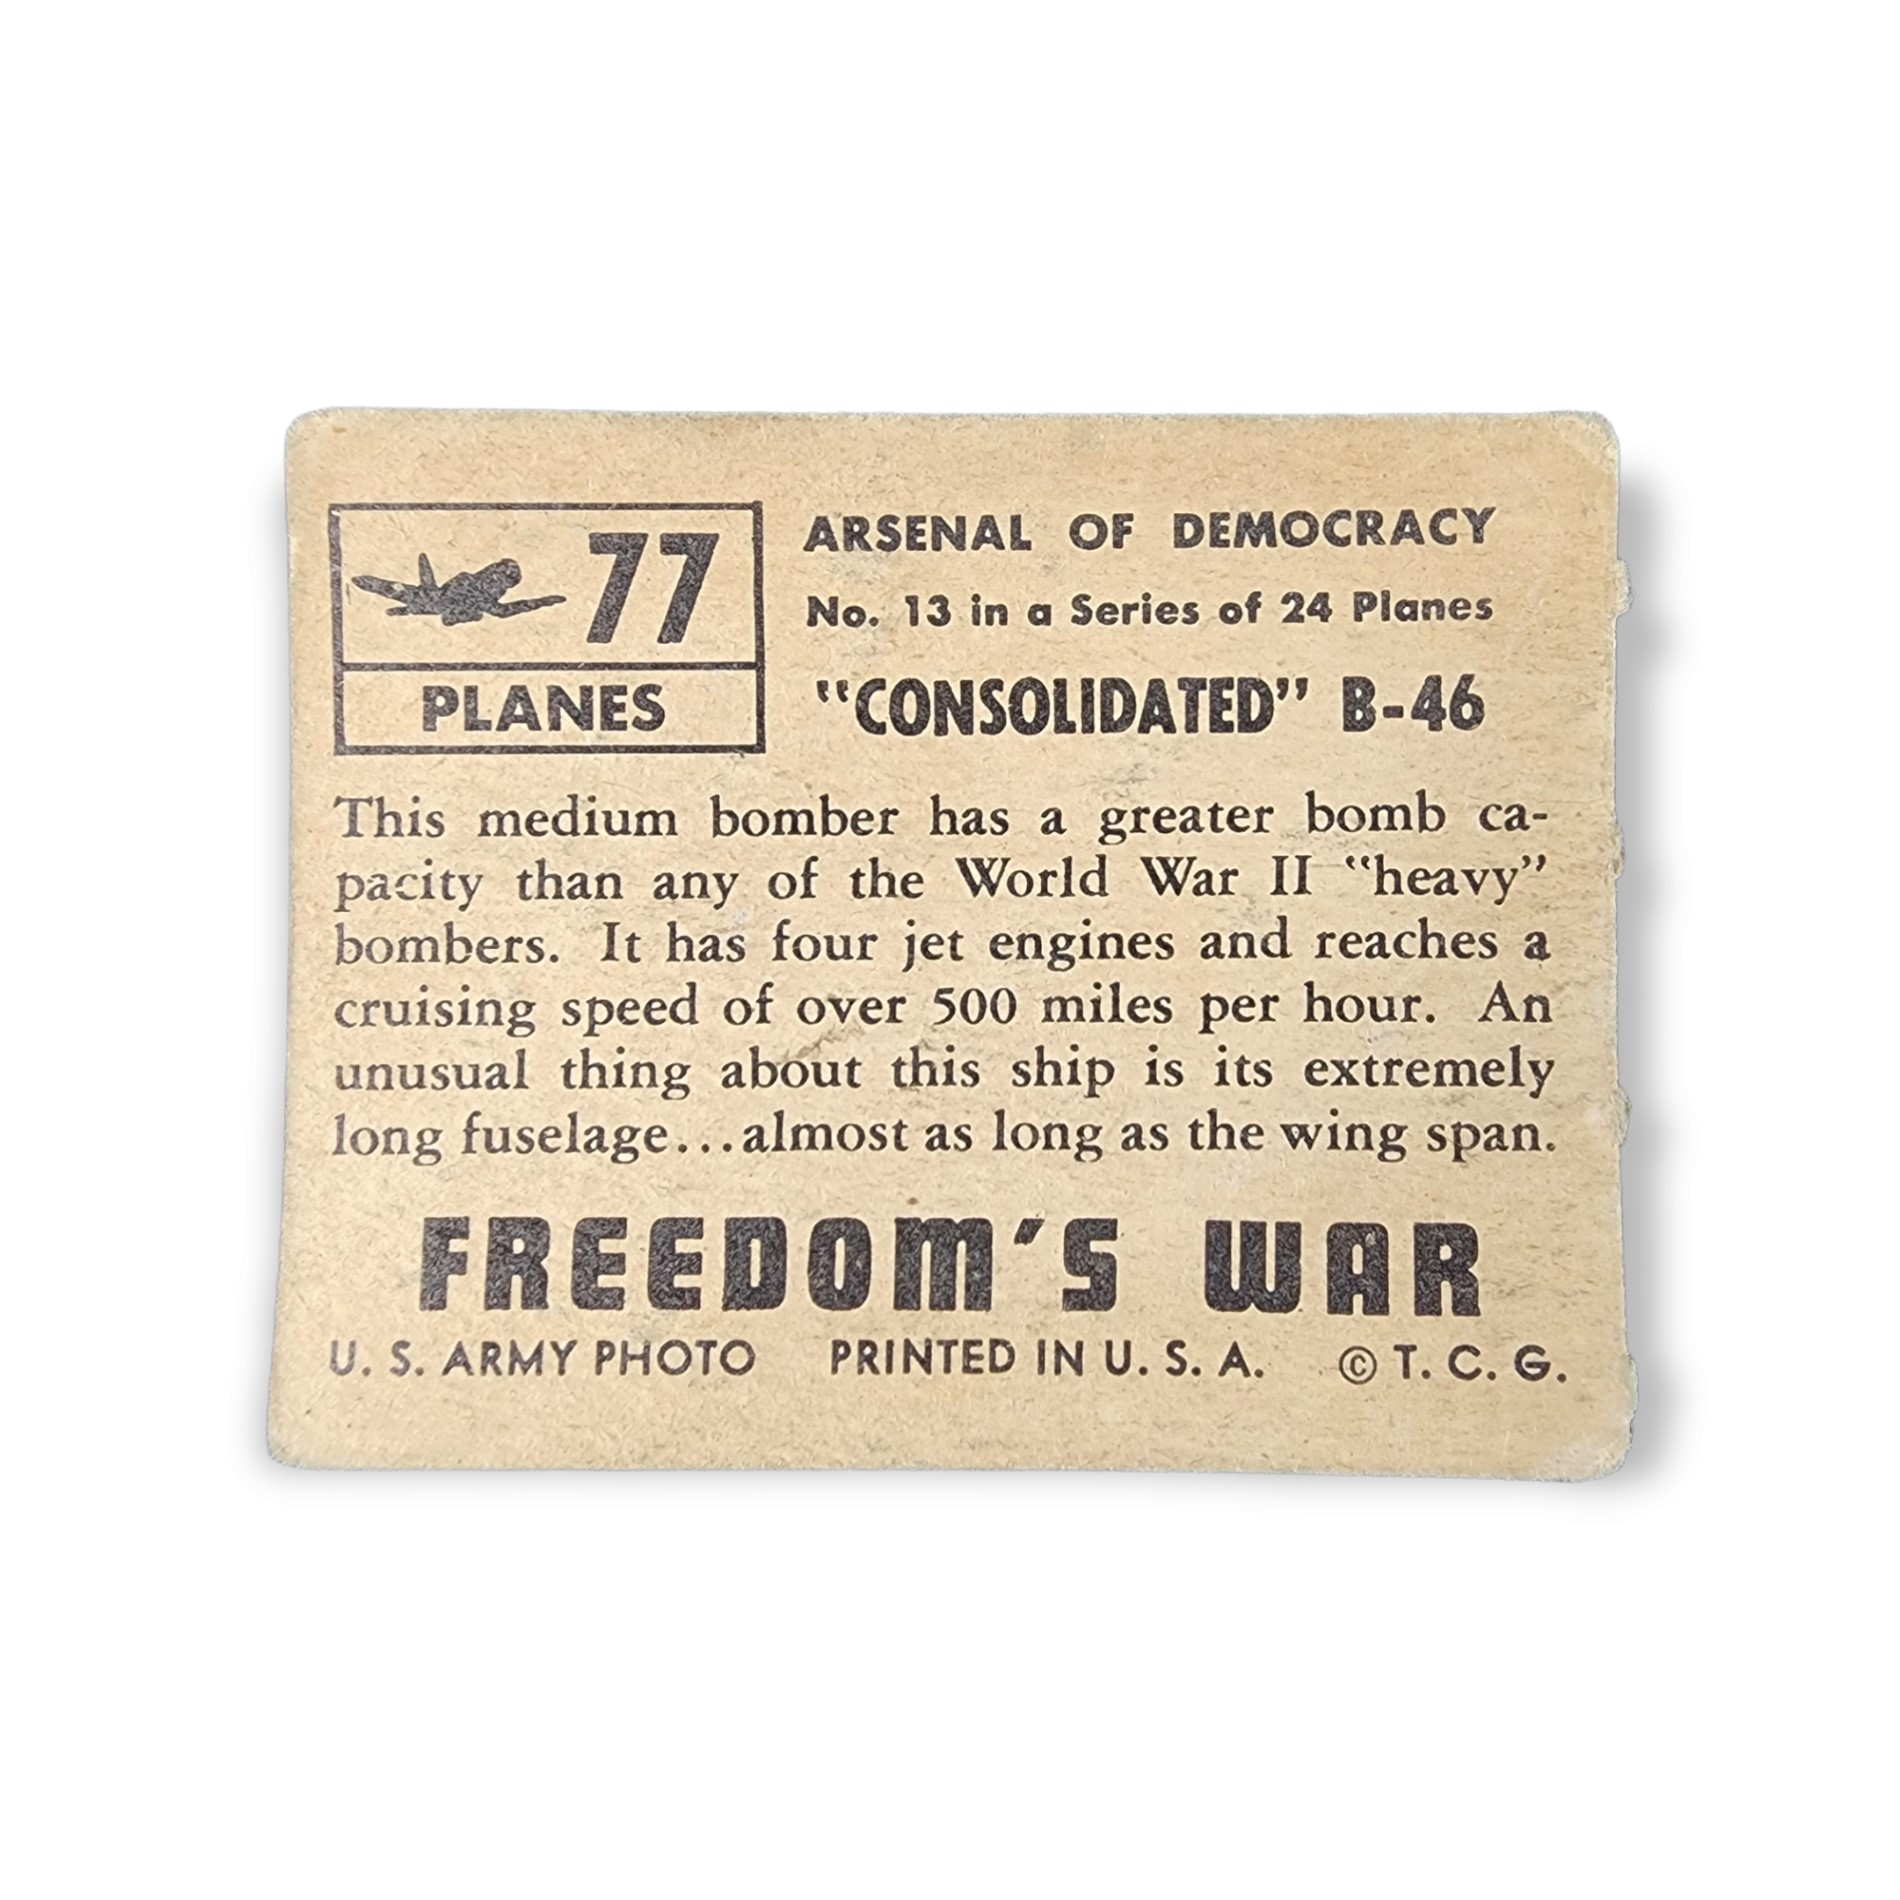 77
PLANES
ARSENAL OF DEMOCRACY
No. 13 in a Series of 24 Planes
"CONSOLIDATED" B-46
This medium bomber has a greater bomb ca-
pacity than any of the World War II "heavy"
bombers. It has four jet engines and reaches a
cruising speed of over 500 miles per hour. An
unusual thing about this ship is its extremely
long fuselage...almost as long as the wing span.
FREEDOM'S WAR
U. S. ARMY PHOTO PRINTED IN U. S. A. © T. C. G.